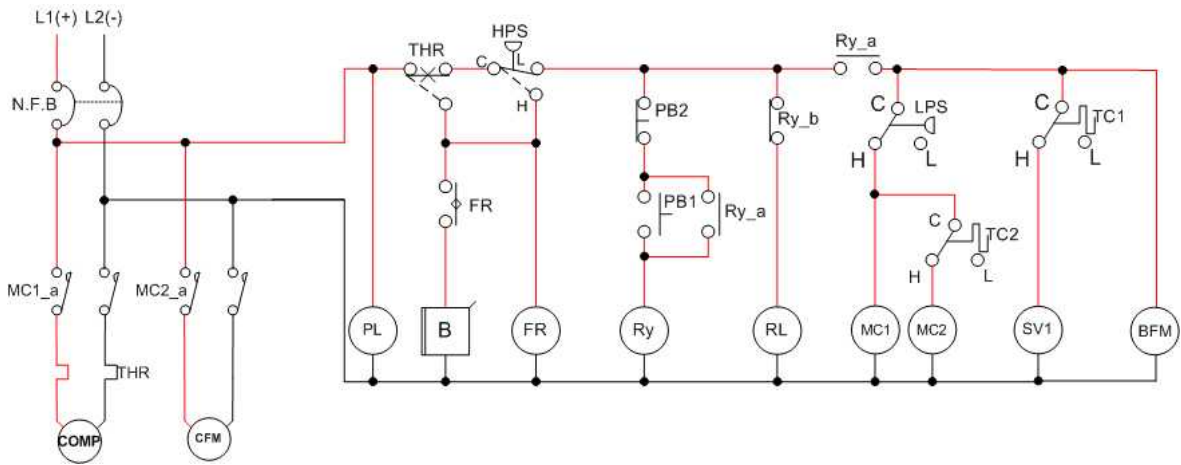 L1(+) L2(-)
N.F.B
THR
HPS
C
L
H
Ry_a
PB2
Ry_b
C
LPS
H
L
C
TC1
H
L
FR
PB1
Ry_a
C
TC2
H
L
MC1_a
MC2_a
THR
PL
B
FR
Ry
RL
MC1
MC2
SV1
BFM
COMP
CFM